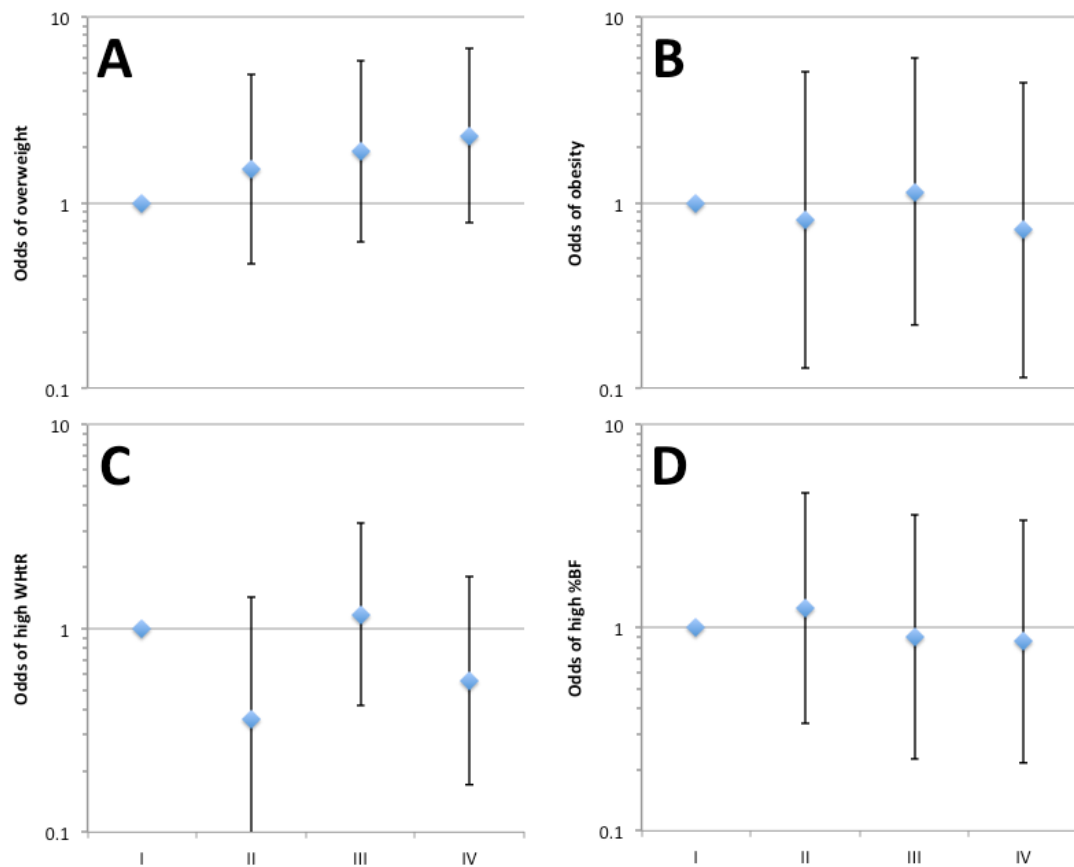 10
A
Odds of overweight
1
0.1
10
B
Odds of obesity
1
0.1
10
C
Odds of high WHtR
1
0.1
I II III IV
10
D
Odds of high %BF
1
0.1
I II III IV